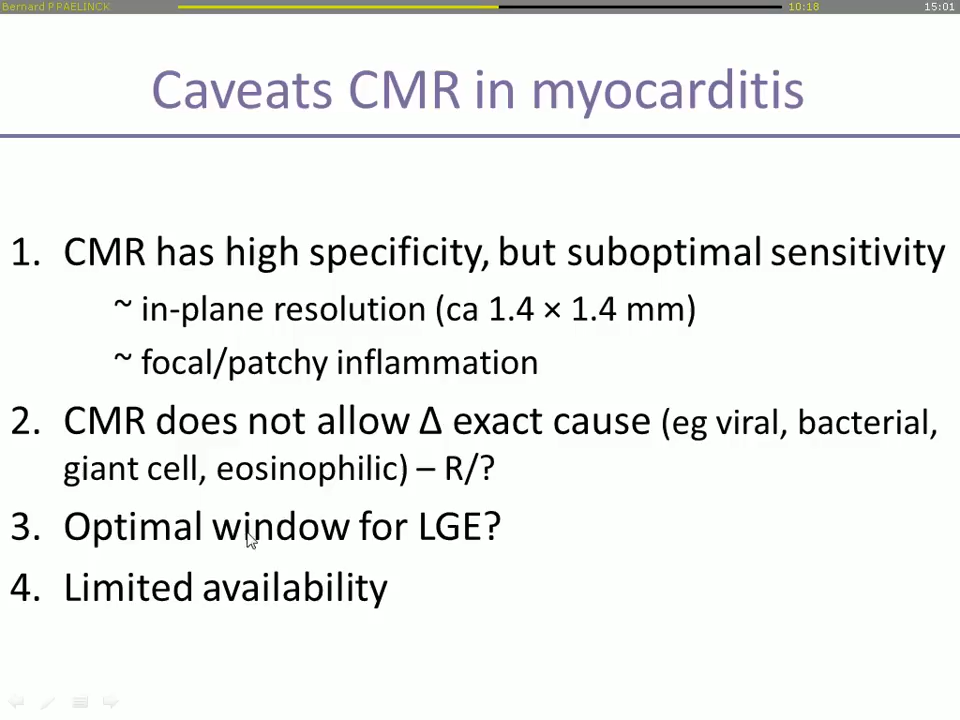 Bernard P PAELINCK 10:18 15:01
Caveats CMR in myocarditis
1. CMR has high specificity, but suboptimal sensitivity
~ in-plane resolution (ca 1.4 × 1.4 mm)
~ focal/patchy inflammation
2. CMR does not allow Δ exact cause (eg viral, bacterial,
giant cell, eosinophilic) – R/?
3. Optimal window for LGE?
4. Limited availability